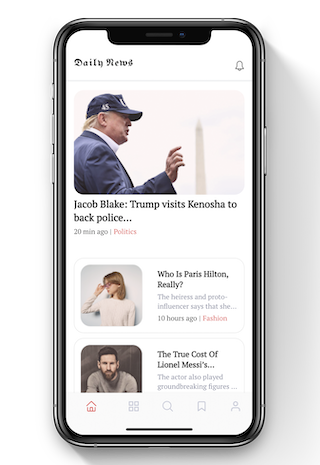 Daily News
45
Jacob Blake: Trump visits Kenosha to
back police...
20 min ago | Politics
Who Is Paris Hilton,
Really?
The heiress and proto-
influencer says that she...
10 hours ago | Fashion
The True Cost Of
Lionel Messi's...
The actor also played
groundbreaking figures ...